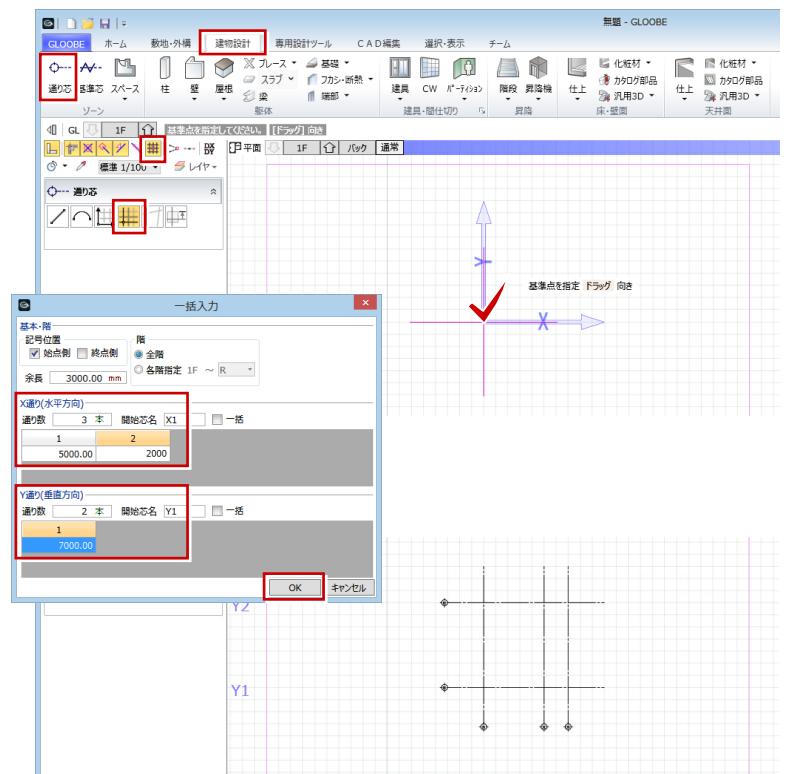 無題 - GLOOBE
GLOOBE ホーム 敷地・外構 建物設計 専用設計ツール CAD編集 選択・表示 チーム
通り芯 基準芯 スペース 柱 壁 屋根 ブレース 基礎 建具 CW パーティション 階段 昇降機 仕上 化粧材 仕上 化粧材
スラブ フカシ・断熱 カタログ部品 カタログ部品
梁 端部 汎用3D 汎用3D
ゾーン 躯体 建具・間仕切り 昇降 床・壁面 天井面
GL 1F 基準点を指定してください。 [ドラッグ] 向き
平面 1F バック 通常
標準 1/100 レイヤ
通り芯
基準点を指定 ドラッグ 向き
X
X
一括入力
基本・階
記号位置 階
始点側 終点側 全階
各階指定 1F ～ R
余長 3000.00 mm
X通り(水平方向)
通り数 3 本 開始芯名 X1 一括
1 2
5000.00 2000
Y通り(垂直方向)
通り数 2 本 開始芯名 Y1 一括
1
7000.00
OK キャンセル
Y2
Y1